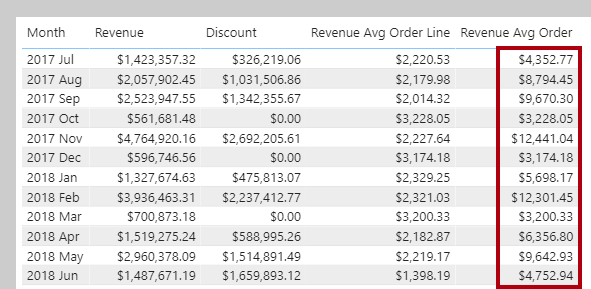 Month Revenue Discount Revenue Avg Order Line Revenue Avg Order
2017 Jul $1,423,357.32 $326,219.06 $2,220.53 $4,352.77
2017 Aug $2,057,902.45 $1,031,506.86 $2,179.98 $8,794.45
2017 Sep $2,523,947.55 $1,342,355.67 $2,014.32 $9,670.30
2017 Oct $561,681.48 $0.00 $3,228.05 $3,228.05
2017 Nov $4,764,920.16 $2,692,205.61 $2,227.64 $12,441.04
2017 Dec $596,746.56 $0.00 $3,174.18 $3,174.18
2018 Jan $1,327,674.63 $475,813.07 $2,329.25 $5,698.17
2018 Feb $3,936,463.31 $2,237,412.77 $2,321.03 $12,301.45
2018 Mar $700,873.18 $0.00 $3,200.33 $3,200.33
2018 Apr $1,519,275.24 $588,995.26 $2,182.87 $6,356.80
2018 May $2,960,378.09 $1,514,891.49 $2,219.17 $9,642.93
2018 Jun $1,487,671.19 $1,659,893.12 $1,398.19 $4,752.94